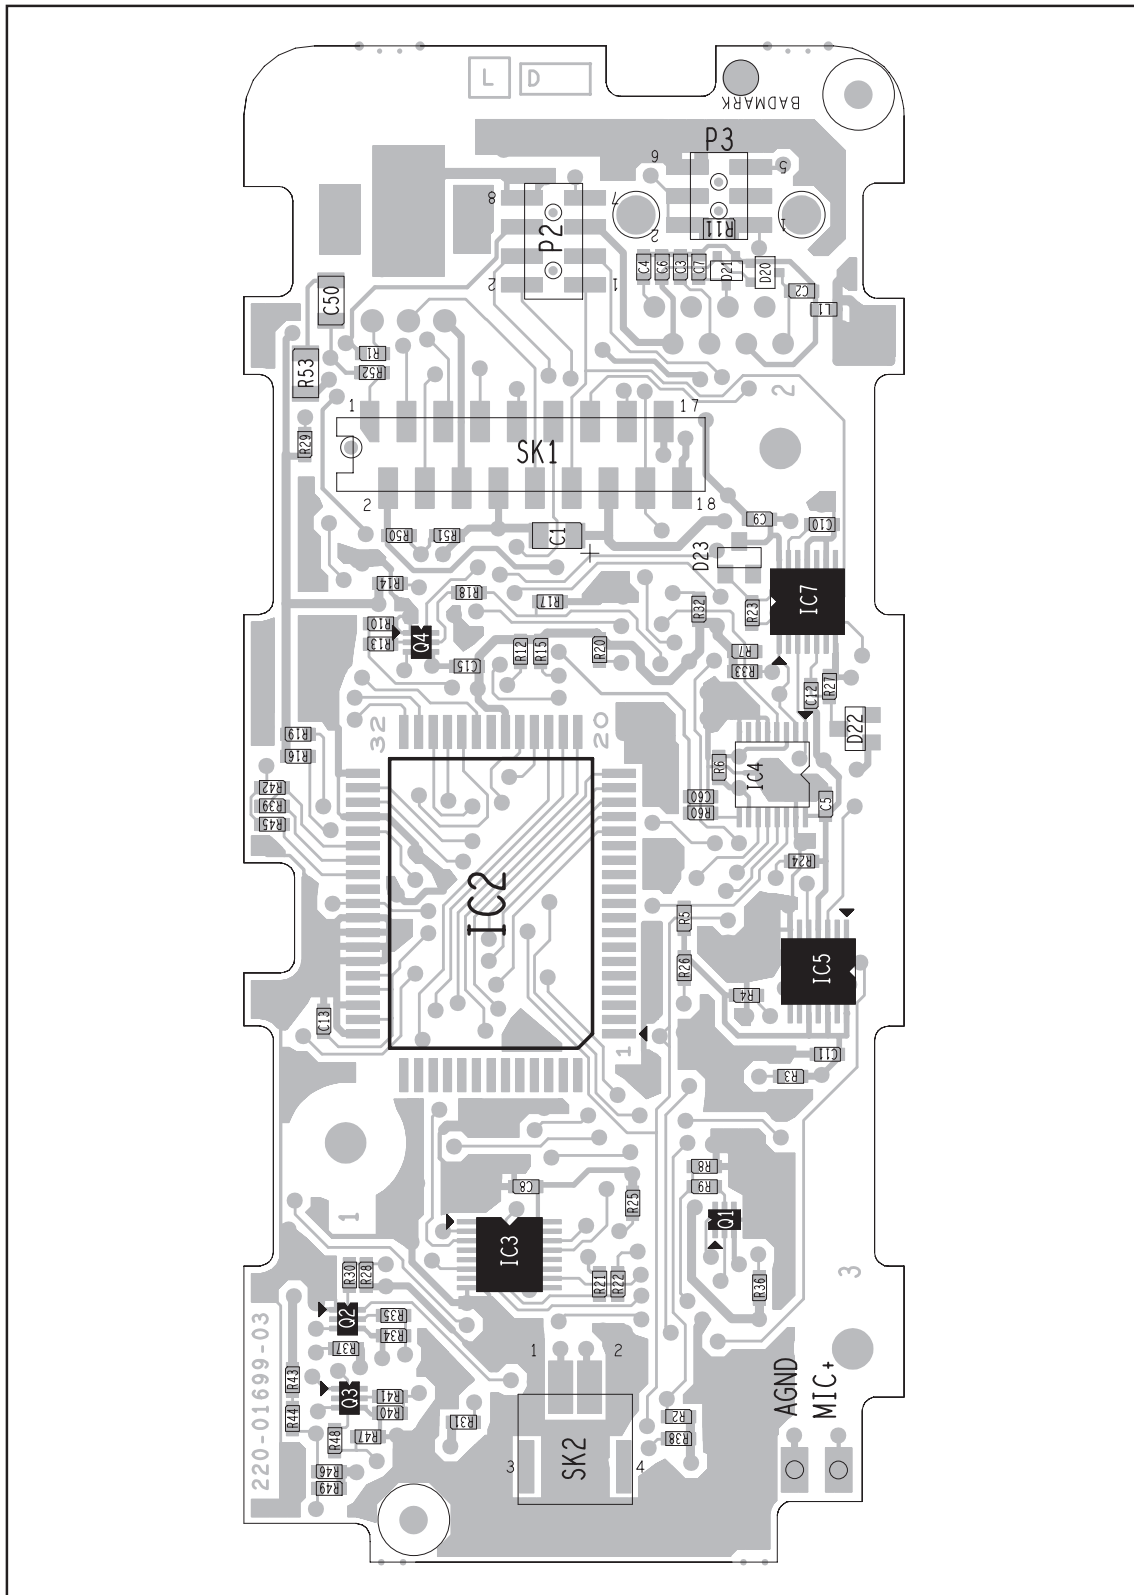 L D
BADMARK
P3
6 5
8 7
R11
1
2
P2
C4 C6 C3 C7 D21 D20
2 1
C2
L1
C50
R1
R53
R52
2
1 17
R29
SK1
2 18
C9
C10
R50 R51 C1
D23
R14
R18
R17
R32
R23
IC7
R10
R13
Q4
R12 R15 R20
R7
C15
R33
C12
R27
32 20
R19
R16
D22
R6
IC4
R42
R39
R45
C60
R60
C5
R24
IC2
R5
R26
IC5
R4
C13
1
C11
R3
R8
R9
C8
R25
1
Q1
IC3
R30 R28
R21 R22
R36
3
Q2
R35
R34
R37
1 2
220-01699-03
R43
Q3
R41
R40
R44
AGND
MIC+
R31
R2
R48
R47
R38
R46
R49
3 SK2 4